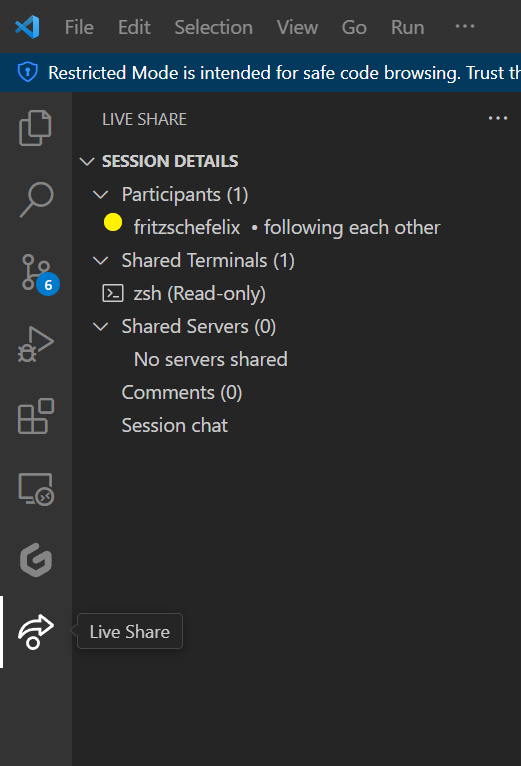 File Edit Selection View Go Run ...
Restricted Mode is intended for safe code browsing. Trust th
LIVE SHARE
SESSION DETAILS
Participants (1)
fritzschefelix • following each other
Shared Terminals (1)
zsh (Read-only)
Shared Servers (0)
No servers shared
Comments (0)
Session chat
6
Live Share